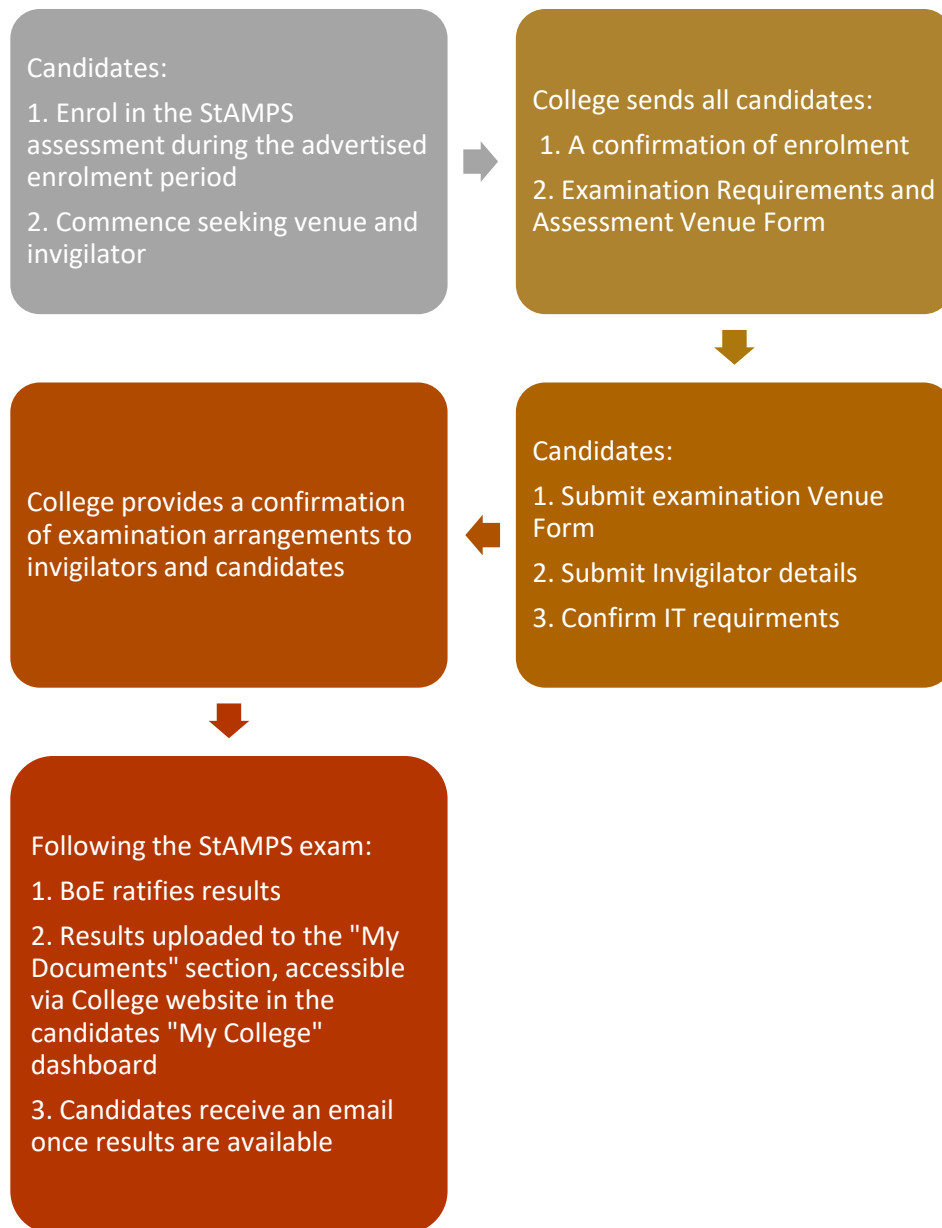 Candidates:
1. Enrol in the StAMPS
assessment during the advertised
enrolment period
2. Commence seeking venue and
invigilator
College sends all candidates:
1. A confirmation of enrolment
2. Examination Requirements and
Assessment Venue Form
Candidates:
1. Submit examination Venue
Form
2. Submit Invigilator details
3. Confirm IT requirments
College provides a confirmation
of examination arrangements to
invigilators and candidates
Following the StAMPS exam:
1. BoE ratifies results
2. Results uploaded to the "My
Documents" section, accessible
via College website in the
candidates "My College"
dashboard
3. Candidates receive an email
once results are available